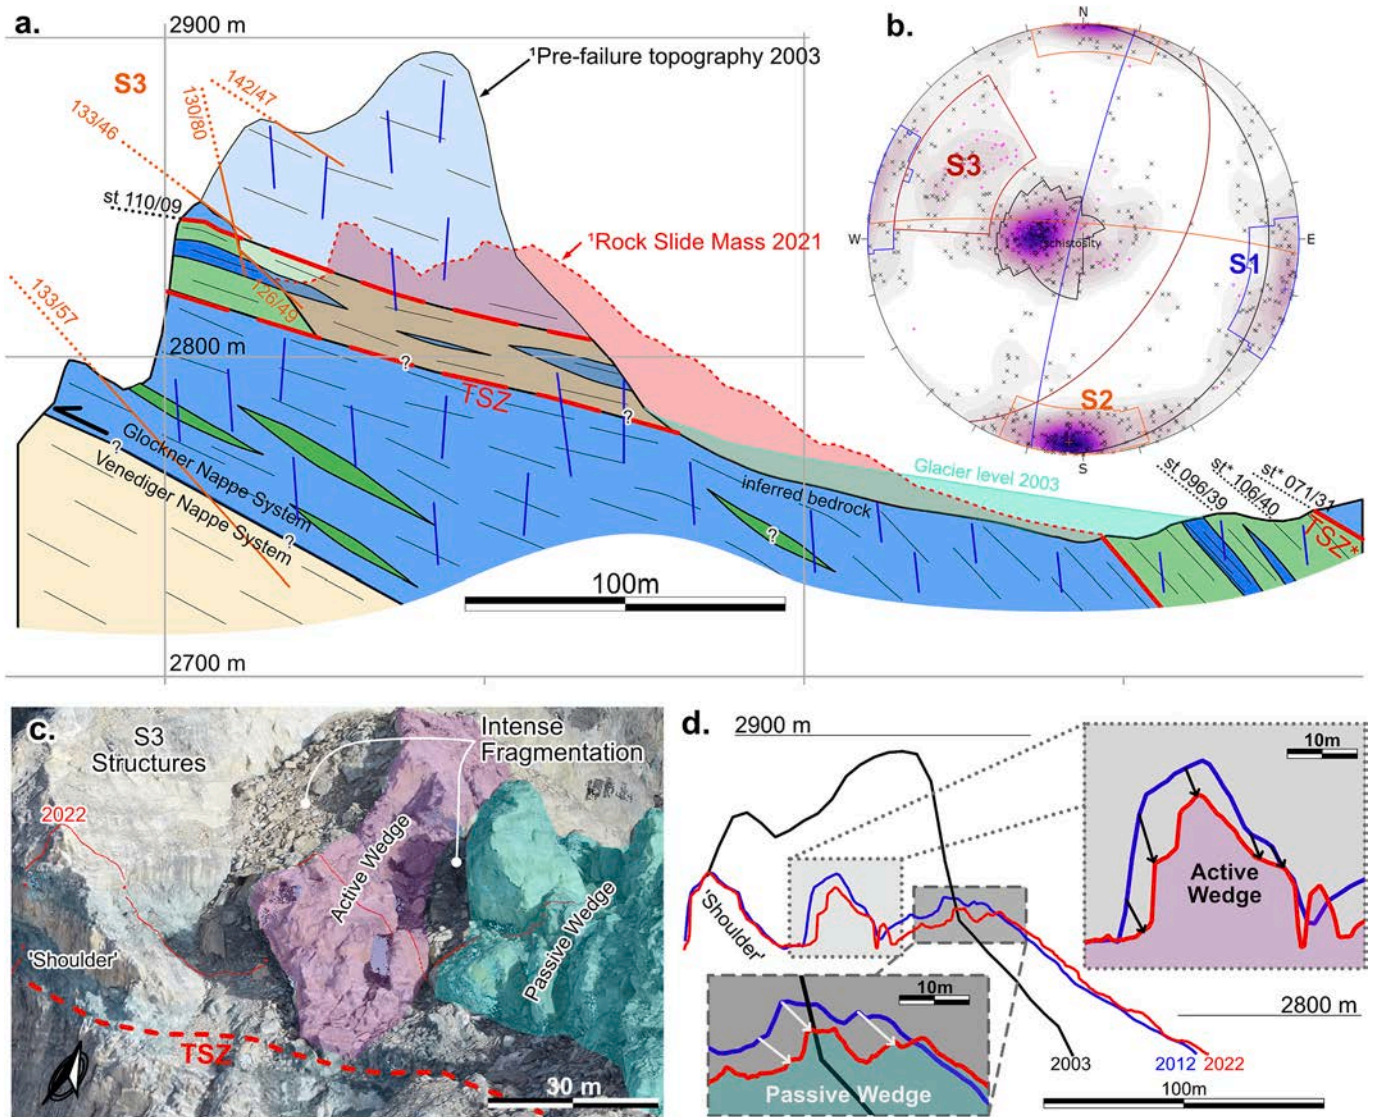 a.
2900 m
¹Pre-failure topography 2003
S3
142/47
130/80
133/46
st 110/09
¹Rock Slide Mass 2021
133/57
126/49
2800 m
?
TSZ
?
Glockner Nappe System
?
Venediger Nappe System
?
inferred bedrock
Glacier level 2003
?
st 096/39
st* 106/40
st* 071/31
TSZ*
100m
2700 m
b.
N
S3
W
schistosity
E
S1
S2
S
c.
S3
Structures
Intense
Fragmentation
2022
Active Wedge
Passive Wedge
'Shoulder'
TSZ
30 m
d.
2900 m
10m
Active
Wedge
'Shoulder'
10m
Passive Wedge
2800 m
2003
2012
2022
100m